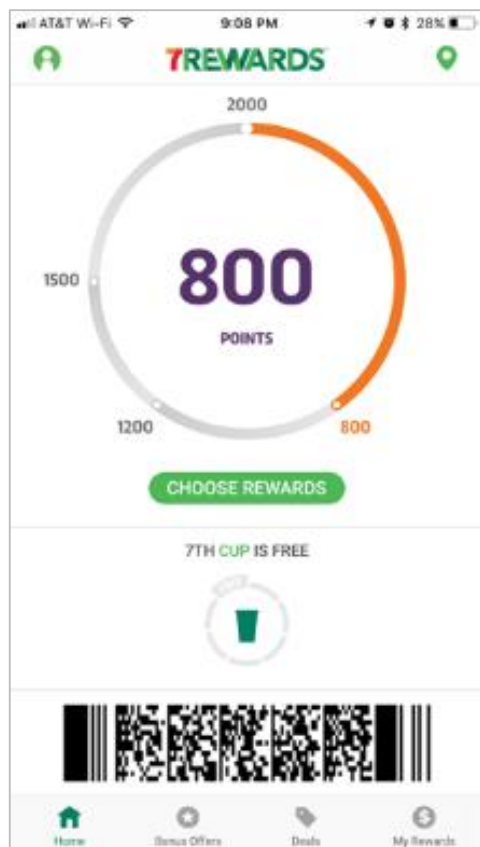 AT&T Wi-Fi 9:08 PM 28%
7REWARDS
2000
1500
800
POINTS
1200
800
CHOOSE REWARDS
7TH CUP IS FREE
FREE
Home Bonus Offers Deals My Rewards